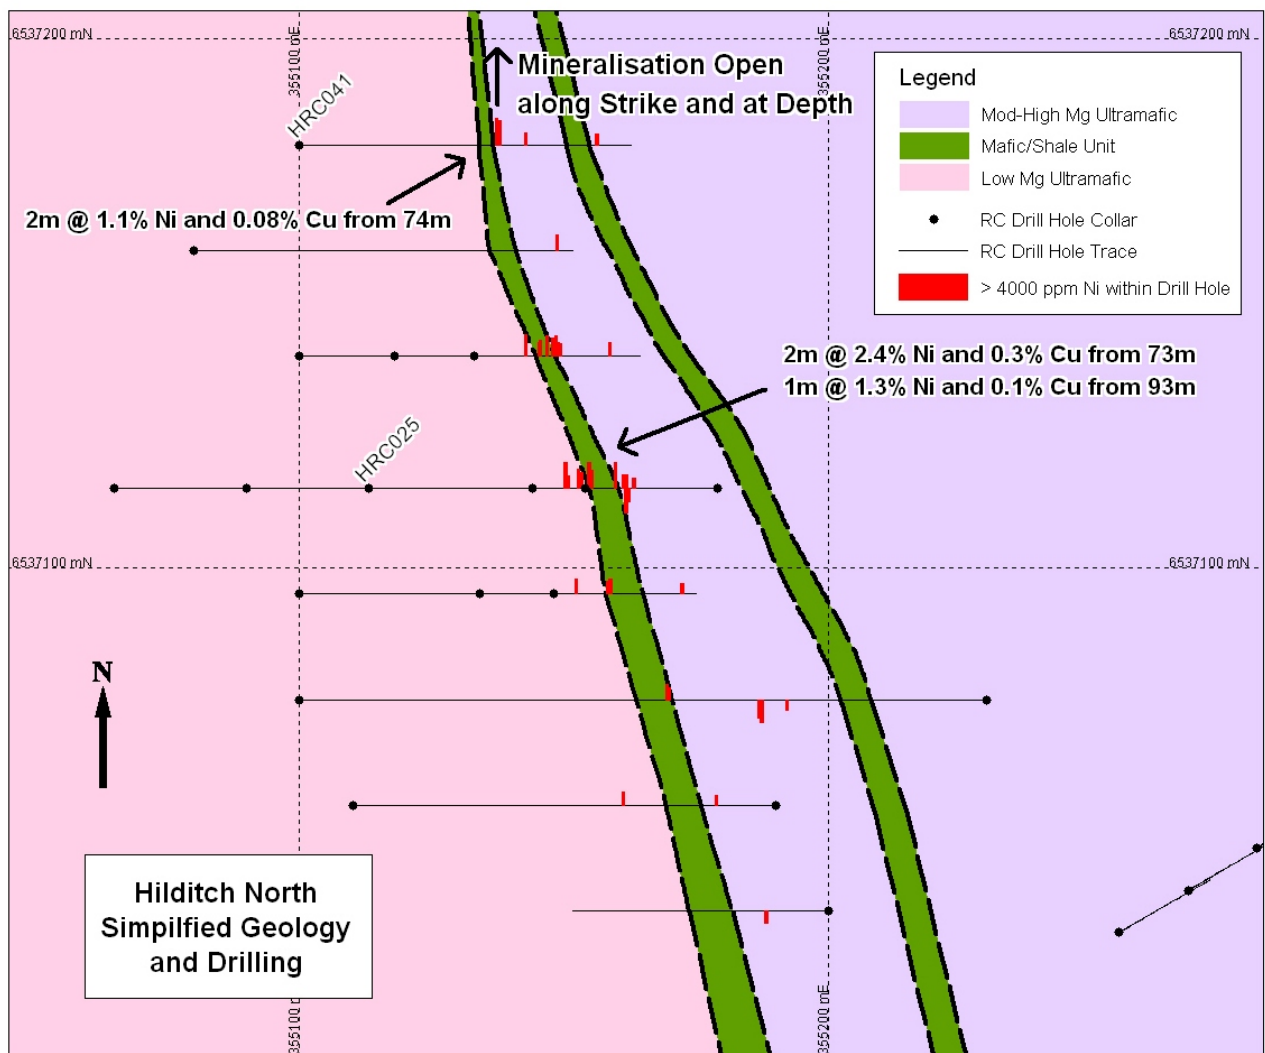 6537200 mN
355100 mE
355200 mE
6537200 mN
Mineralisation Open
along Strike and at Depth
HRC041
Legend
Mod-High Mg Ultramafic
Mafic/Shale Unit
Low Mg Ultramafic
RC Drill Hole Collar
RC Drill Hole Trace
> 4000 ppm Ni within Drill Hole
2m @ 1.1% Ni and 0.08% Cu from 74m
2m @ 2.4% Ni and 0.3% Cu from 73m
1m @ 1.3% Ni and 0.1% Cu from 93m
HRC025
6537100 mN
6537100 mN
N
Hilditch North
Simpilfied Geology
and Drilling
355100 m
355200 mE